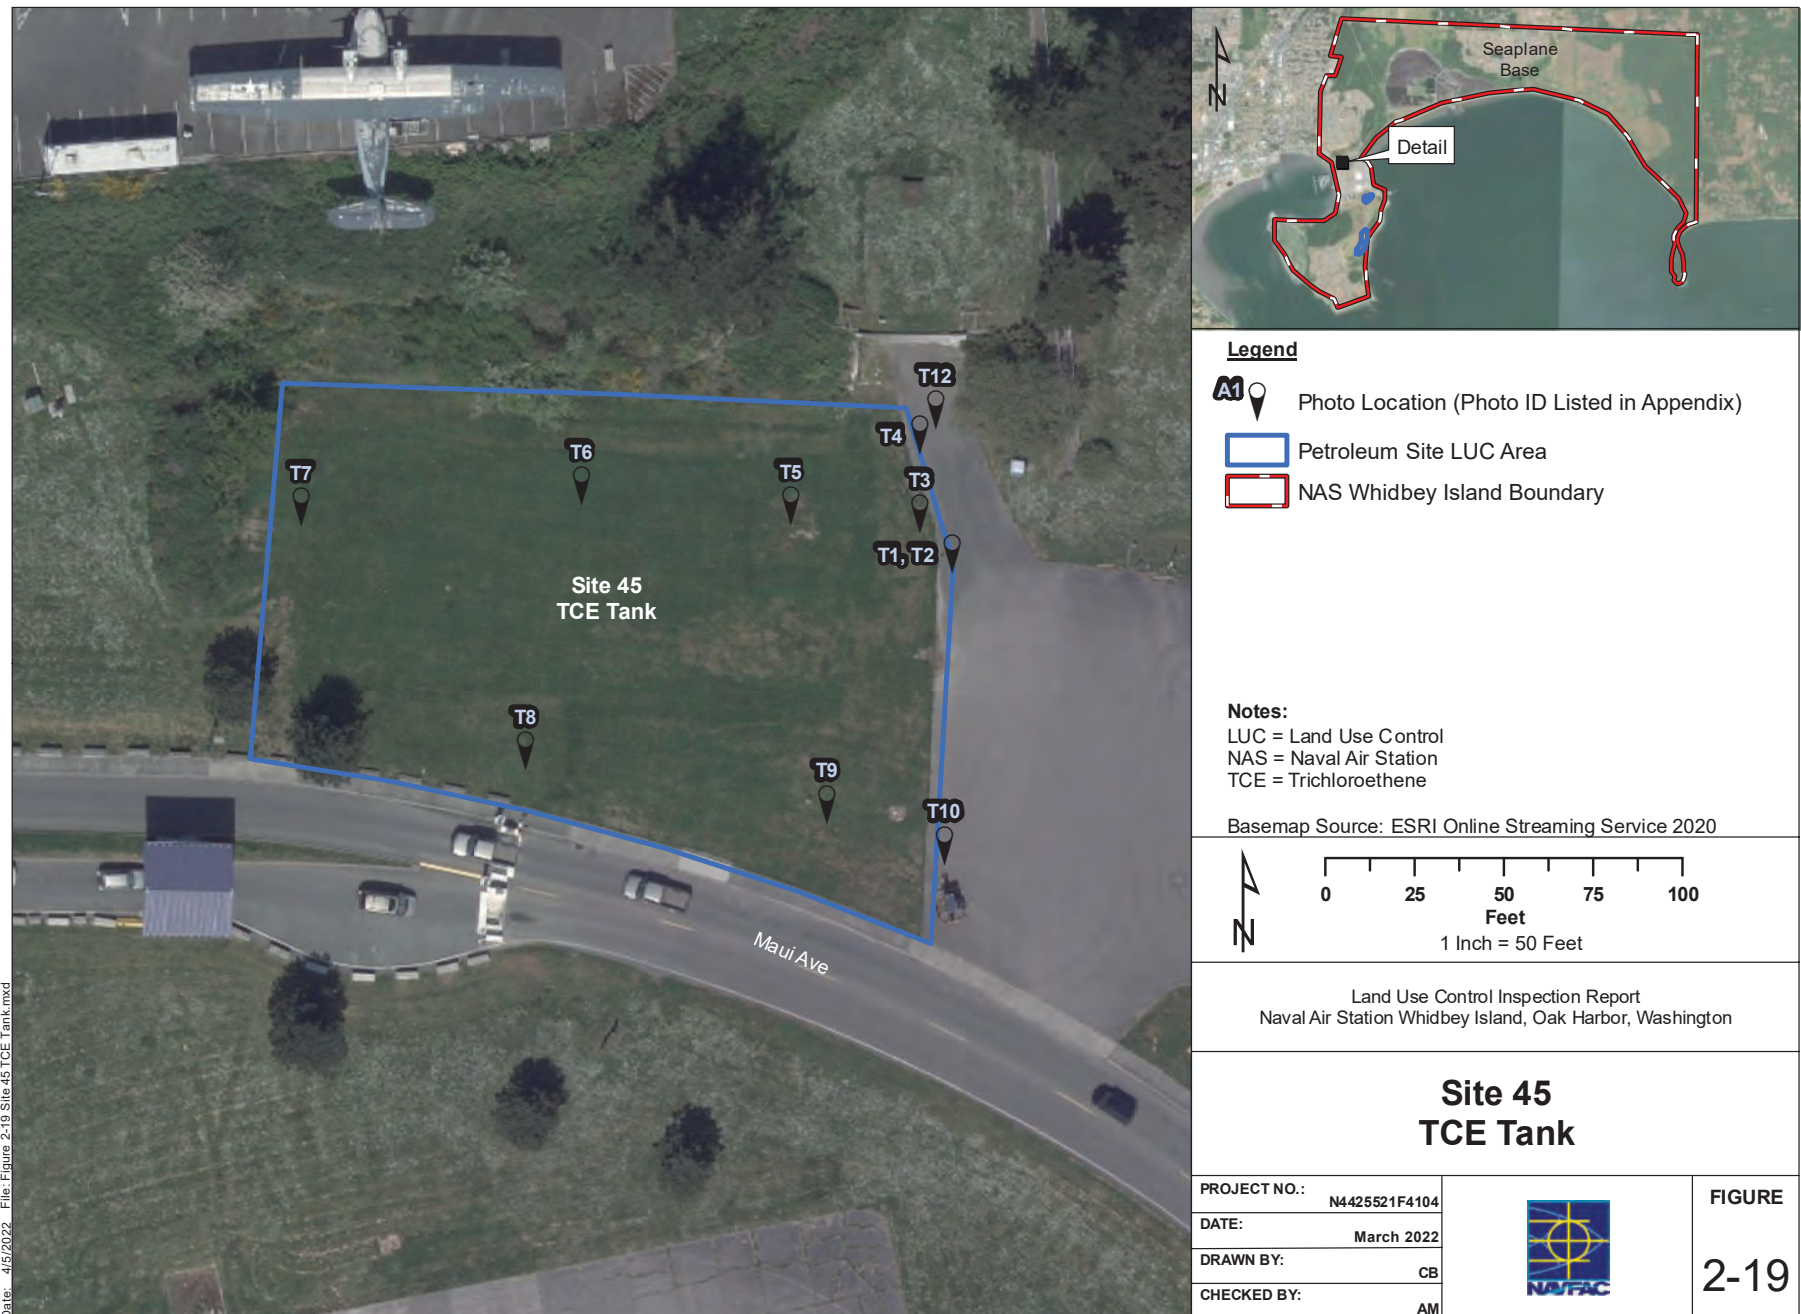 Seaplane
Base
Detail
N
Legend
A1
Photo Location (Photo ID Listed in Appendix)
Petroleum Site LUC Area
NAS Whidbey Island Boundary
T12
T4
T6
T7
T5
T3
T1, T2
Site 45
TCE Tank
T8
T9
T10
Maui Ave
Notes:
LUC = Land Use Control
NAS = Naval Air Station
TCE = Trichloroethene
Basemap Source: ESRI Online Streaming Service 2020
N
0 25 50 75 100
Feet
1 Inch = 50 Feet
Land Use Control Inspection Report
Naval Air Station Whidbey Island, Oak Harbor, Washington
Site 45
TCE Tank
PROJECT NO.:
N4425521F4104
DATE:
March 2022
DRAWN BY:
CB
CHECKED BY:
AM
NAVFAC
FIGURE
2-19
Date: 4/5/2022 File: Figure 2-19 Site 45 TCE Tank.mxd